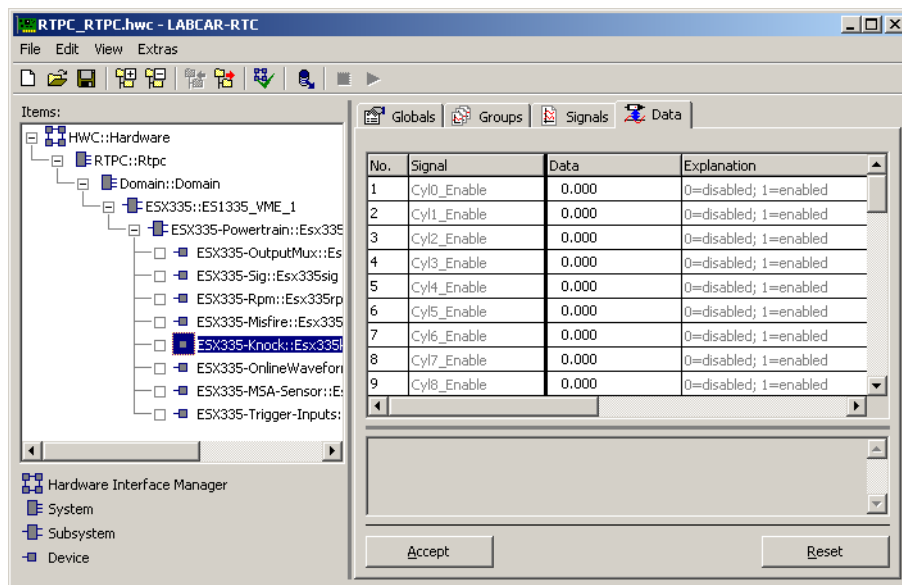 RTPC_RTPC.hwc - LABCAR-RTC
File Edit View Extras
Items:
HWC::Hardware
RTPC::Rtpc
Domain::Domain
ESX335::ES1335_VME_1
ESX335-Powertrain::Esx335
ESX335-OutputMux::Es
ESX335-Sig::Esx335sig
ESX335-Rpm::Esx335rp
ESX335-Misfire::Esx335
ESX335-Knock::Esx335k
ESX335-OnlineWavefor
ESX335-MSA-Sensor::E
ESX335-Trigger-Inputs:
Hardware Interface Manager
System
Subsystem
Device
Globals Groups Signals Data
No. Signal Data Explanation
1 Cyl0_Enable 0.000 0=disabled; 1=enabled
2 Cyl1_Enable 0.000 0=disabled; 1=enabled
3 Cyl2_Enable 0.000 0=disabled; 1=enabled
4 Cyl3_Enable 0.000 0=disabled; 1=enabled
5 Cyl4_Enable 0.000 0=disabled; 1=enabled
6 Cyl5_Enable 0.000 0=disabled; 1=enabled
7 Cyl6_Enable 0.000 0=disabled; 1=enabled
8 Cyl7_Enable 0.000 0=disabled; 1=enabled
9 Cyl8_Enable 0.000 0=disabled; 1=enabled
Accept Reset